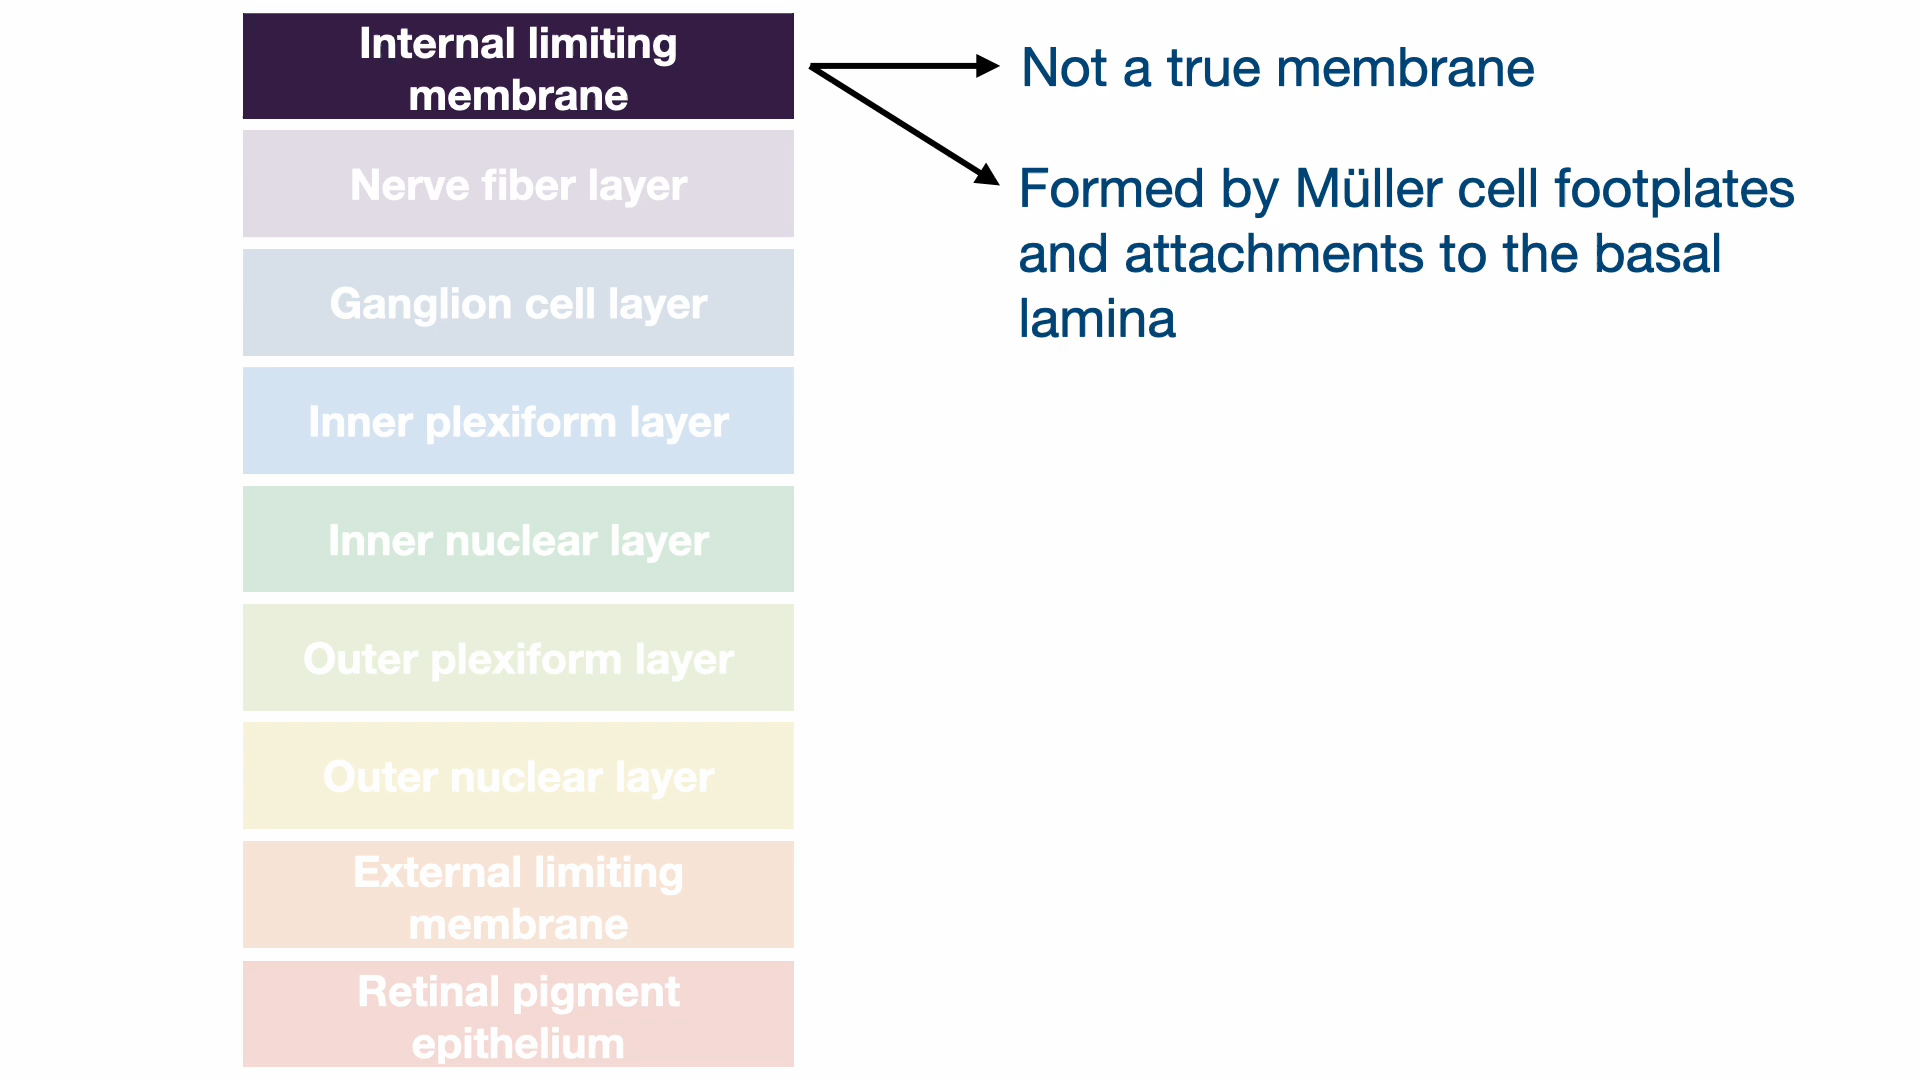 Internal limiting
membrane
Not a true membrane
Formed by Müller cell footplates
and attachments to the basal
lamina
Nerve fiber layer
Ganglion cell layer
Inner plexiform layer
Inner nuclear layer
Outer plexiform layer
Outer nuclear layer
External limiting
membrane
Retinal pigment
epithelium